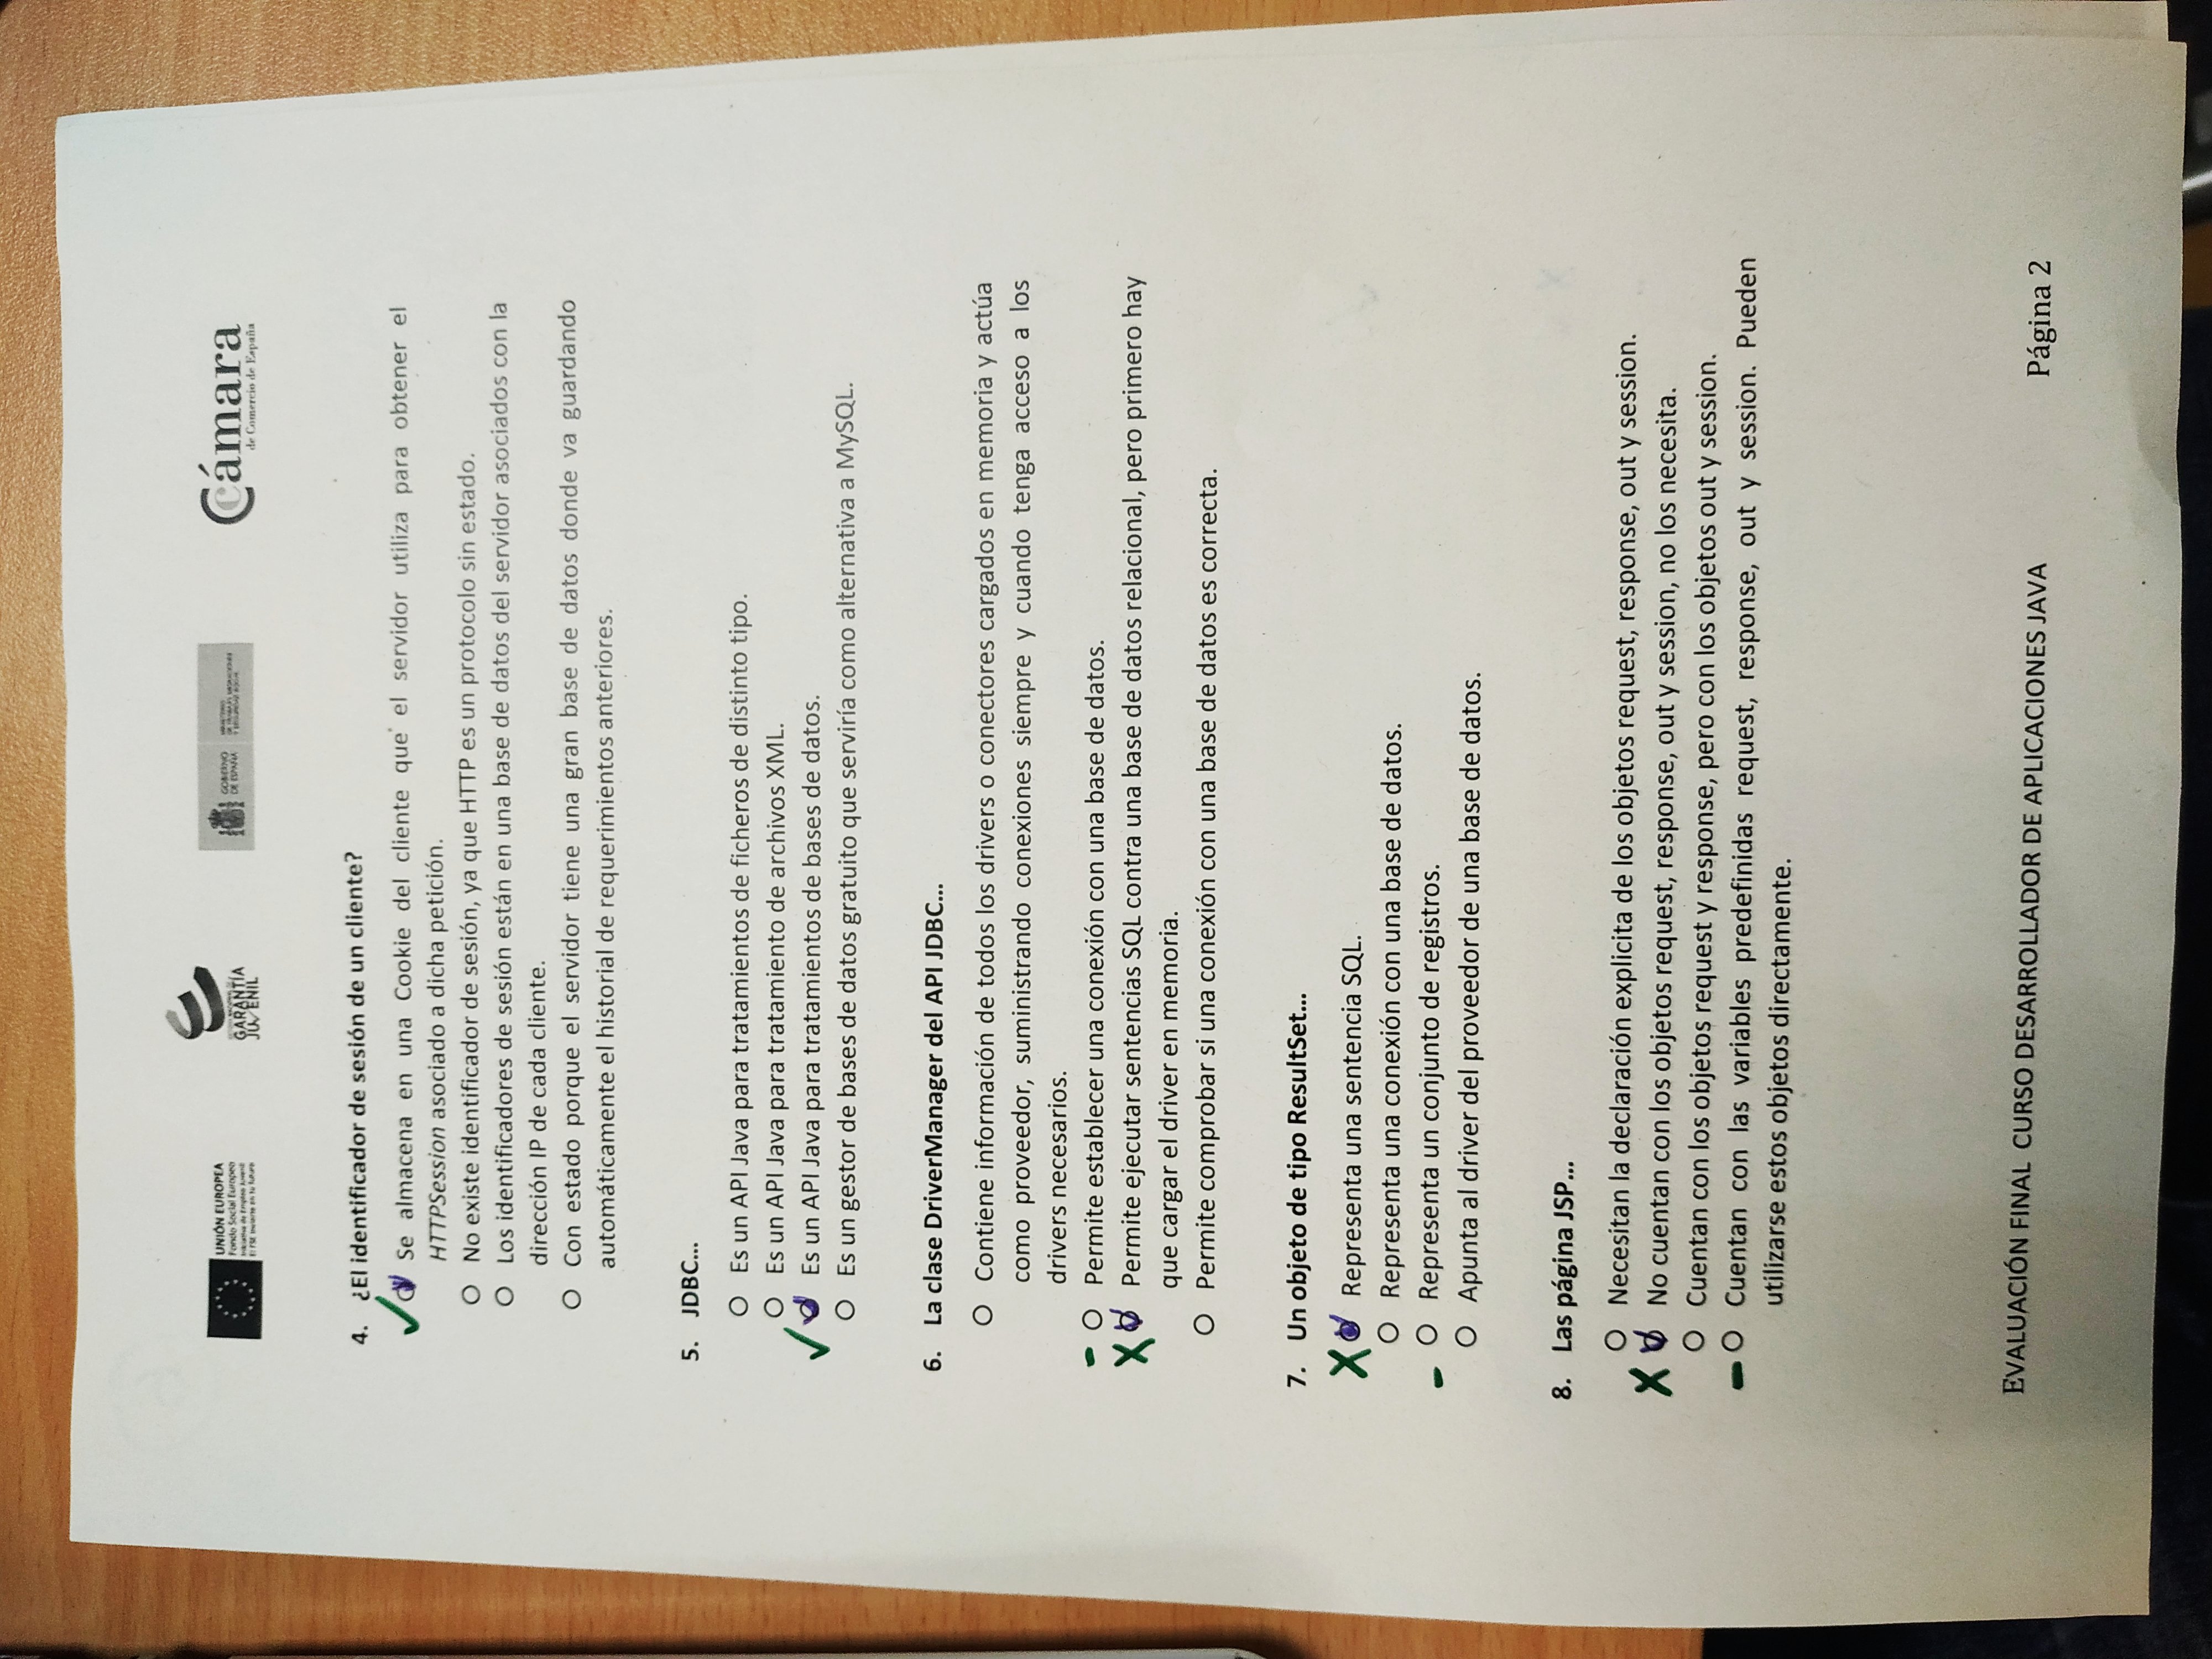 UNIÓN EUROPEA
Fondo Social Europeo
Iniciativa de Empleo Juvenil
El FSE invierte en tu futuro
GARANTÍA
JUVENIL
GOBIERNO
DE ESPAÑA
MINISTERIO
DE TRABAJO, MIGRACIONES
Y SEGURIDAD SOCIAL
Cámara
de Comercio de España
4. ¿El identificador de sesión de un cliente?
Se almacena en una Cookie del cliente que el servidor utiliza para obtener el
HTTPSession asociado a dicha petición.
No existe identificador de sesión, ya que HTTP es un protocolo sin estado.
Los identificadores de sesión están en una base de datos del servidor asociados con la
dirección IP de cada cliente.
Con estado porque el servidor tiene una gran base de datos donde va guardando
automáticamente el historial de requerimientos anteriores.
5. JDBC...
Es un API Java para tratamientos de ficheros de distinto tipo.
Es un API Java para tratamiento de archivos XML.
Es un API Java para tratamientos de bases de datos.
Es un gestor de bases de datos gratuito que serviría como alternativa a MySQL.
6. La clase DriverManager del API JDBC...
Contiene información de todos los drivers o conectores cargados en memoria y actúa
como proveedor, suministrando conexiones siempre y cuando tenga acceso a los
drivers necesarios.
Permite establecer una conexión con una base de datos.
Permite ejecutar sentencias SQL contra una base de datos relacional, pero primero hay
que cargar el driver en memoria.
Permite comprobar si una conexión con una base de datos es correcta.
7. Un objeto de tipo ResultSet...
Representa una sentencia SQL.
Representa una conexión con una base de datos.
Representa un conjunto de registros.
Apunta al driver del proveedor de una base de datos.
8. Las página JSP...
Necesitan la declaración explicita de los objetos request, response, out y session.
No cuentan con los objetos request, response, out y session, no los necesita.
Cuentan con los objetos request y response, pero con los objetos out y session.
Cuentan con las variables predefinidas request, response, out y session. Pueden
utilizarse estos objetos directamente.
EVALUACIÓN FINAL CURSO DESARROLLADOR DE APLICACIONES JAVA
Página 2